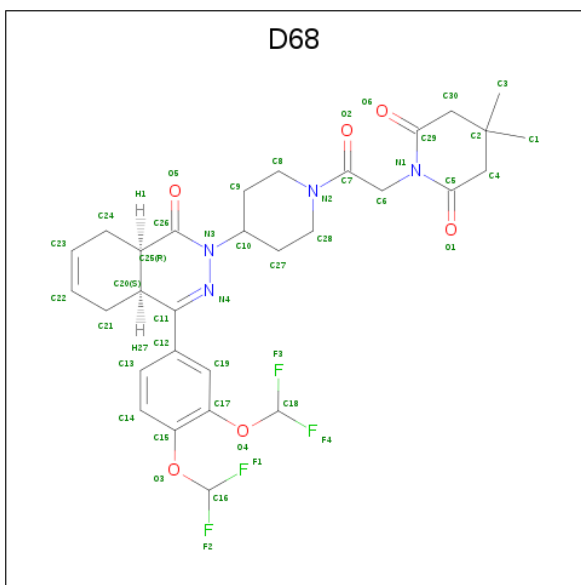 D68
C3
C30
O6
C2
C29
O2
C1
N1
C8
C9
C7
C5
C4
O5
N2
C6
H1
C24
C26
N3
C10
C28
O1
C23
C25(R)
C27
C20(S)
N4
C22
C21
C11
H27
C12
C13
C19
F3
F
C17
C18
C14
F
F4
C15
O
O4
F1
O
O3
F
C16
F
F2
O
O
O
O
N
N
N
N
H
H